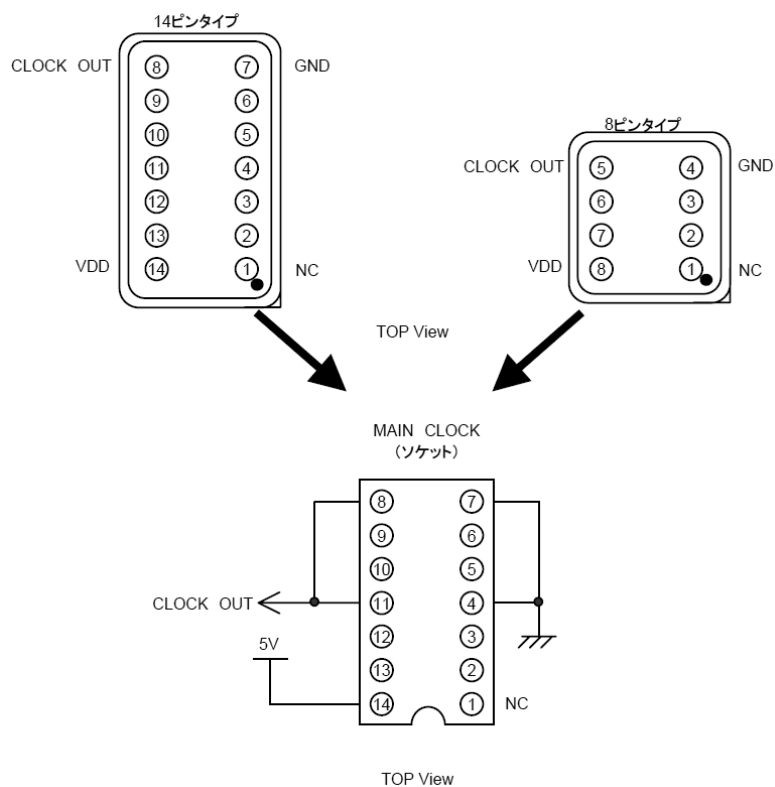 14ピンタイプ
CLOCK OUT 8 7 GND
9 6
10 5
11 4
12 3
13 2
VDD 14 1 NC
8ピンタイプ
CLOCK OUT 5 4 GND
6 3
7 2
VDD 8 1 NC
TOP View
MAIN CLOCK
(ソケット)
8 7
9 6
10 5
CLOCK OUT 11 4
12 3
5V
13 2
14 1 NC
TOP View